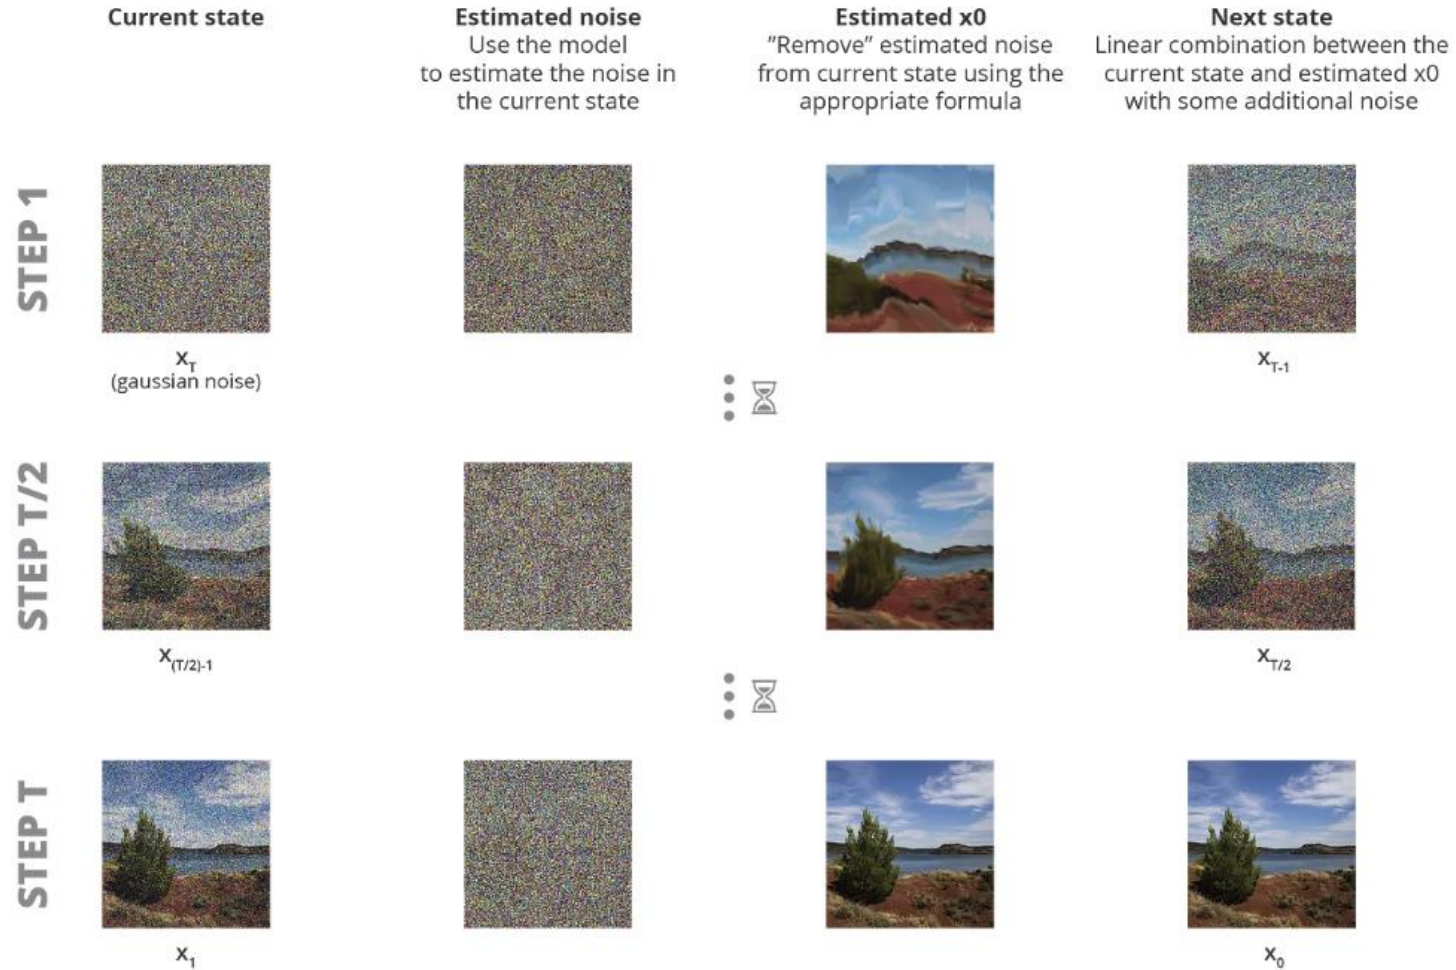 Current state
Estimated noise
Use the model
to estimate the noise in
the current state
Estimated x0
”Remove” estimated noise
from current state using the
appropriate formula
Next state
Linear combination between the
current state and estimated x0
with some additional noise
STEP 1
x_T
(gaussian noise)
x_{T-1}
STEP T/2
x_{(T/2)-1}
x_{T/2}
STEP T
x_1
x_0